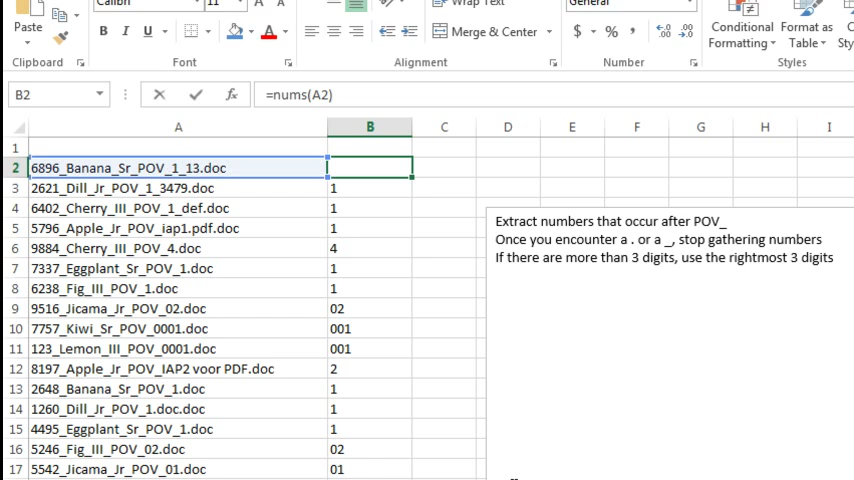 Calibri 11 A A Wrap Text General
Paste B I U A Merge & Center $ % , .00 Conditional Format as
Formatting Table
Clipboard Font Alignment Number Styles
B2 fx =nums(A2)
A B C D E F G H I
1
2 6896_Banana_Sr_POV_1_13.doc
3 2621_Dill_Jr_POV_1_3479.doc 1
4 6402_Cherry_III_POV_1_def.doc 1
Extract numbers that occur after POV_
5 5796_Apple_Jr_POV_iap1.pdf.doc 1
Once you encounter a . or a _, stop gathering numbers
6 9884_Cherry_III_POV_4.doc 4
If there are more than 3 digits, use the rightmost 3 digits
7 7337_Eggplant_Sr_POV_1.doc 1
8 6238_Fig_III_POV_1.doc 1
9 9516_Jicama_Jr_POV_02.doc 02
10 7757_Kiwi_Sr_POV_0001.doc 001
11 123_Lemon_III_POV_0001.doc 001
12 8197_Apple_Jr_POV_IAP2 voor PDF.doc 2
13 2648_Banana_Sr_POV_1.doc 1
14 1260_Dill_Jr_POV_1.doc.doc 1
15 4495_Eggplant_Sr_POV_1.doc 1
16 5246_Fig_III_POV_02.doc 02
17 5542_Jicama_Jr_POV_01.doc 01